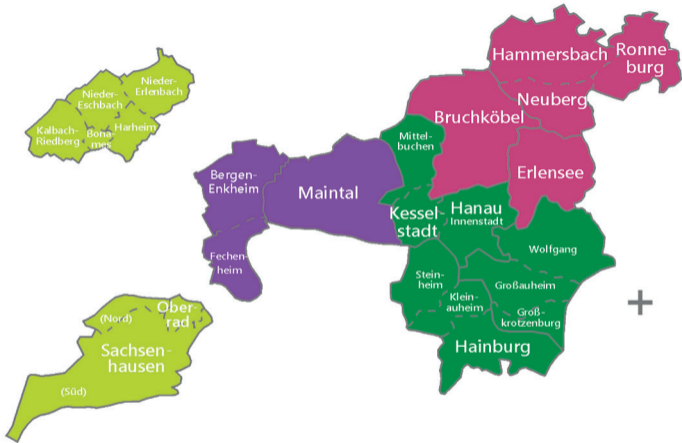 Nieder-
Erlenbach
Nieder-
Eschbach
Kalbach-
Riedberg
Bona-
mes
Harheim
Hammersbach
Ronne-
burg
Neuberg
Bruchköbel
Mittel-
buchen
Erlensee
Bergen-
Enkheim
Maintal
Fechen-
heim
Kessel-
stadt
Hanau
Innenstadt
Wolfgang
Stein-
heim
Großauheim
Klein-
auheim
Groß-
krotzenburg
Hainburg
Ober-
rad
(Nord)
Sachsen-
hausen
(Süd)
+